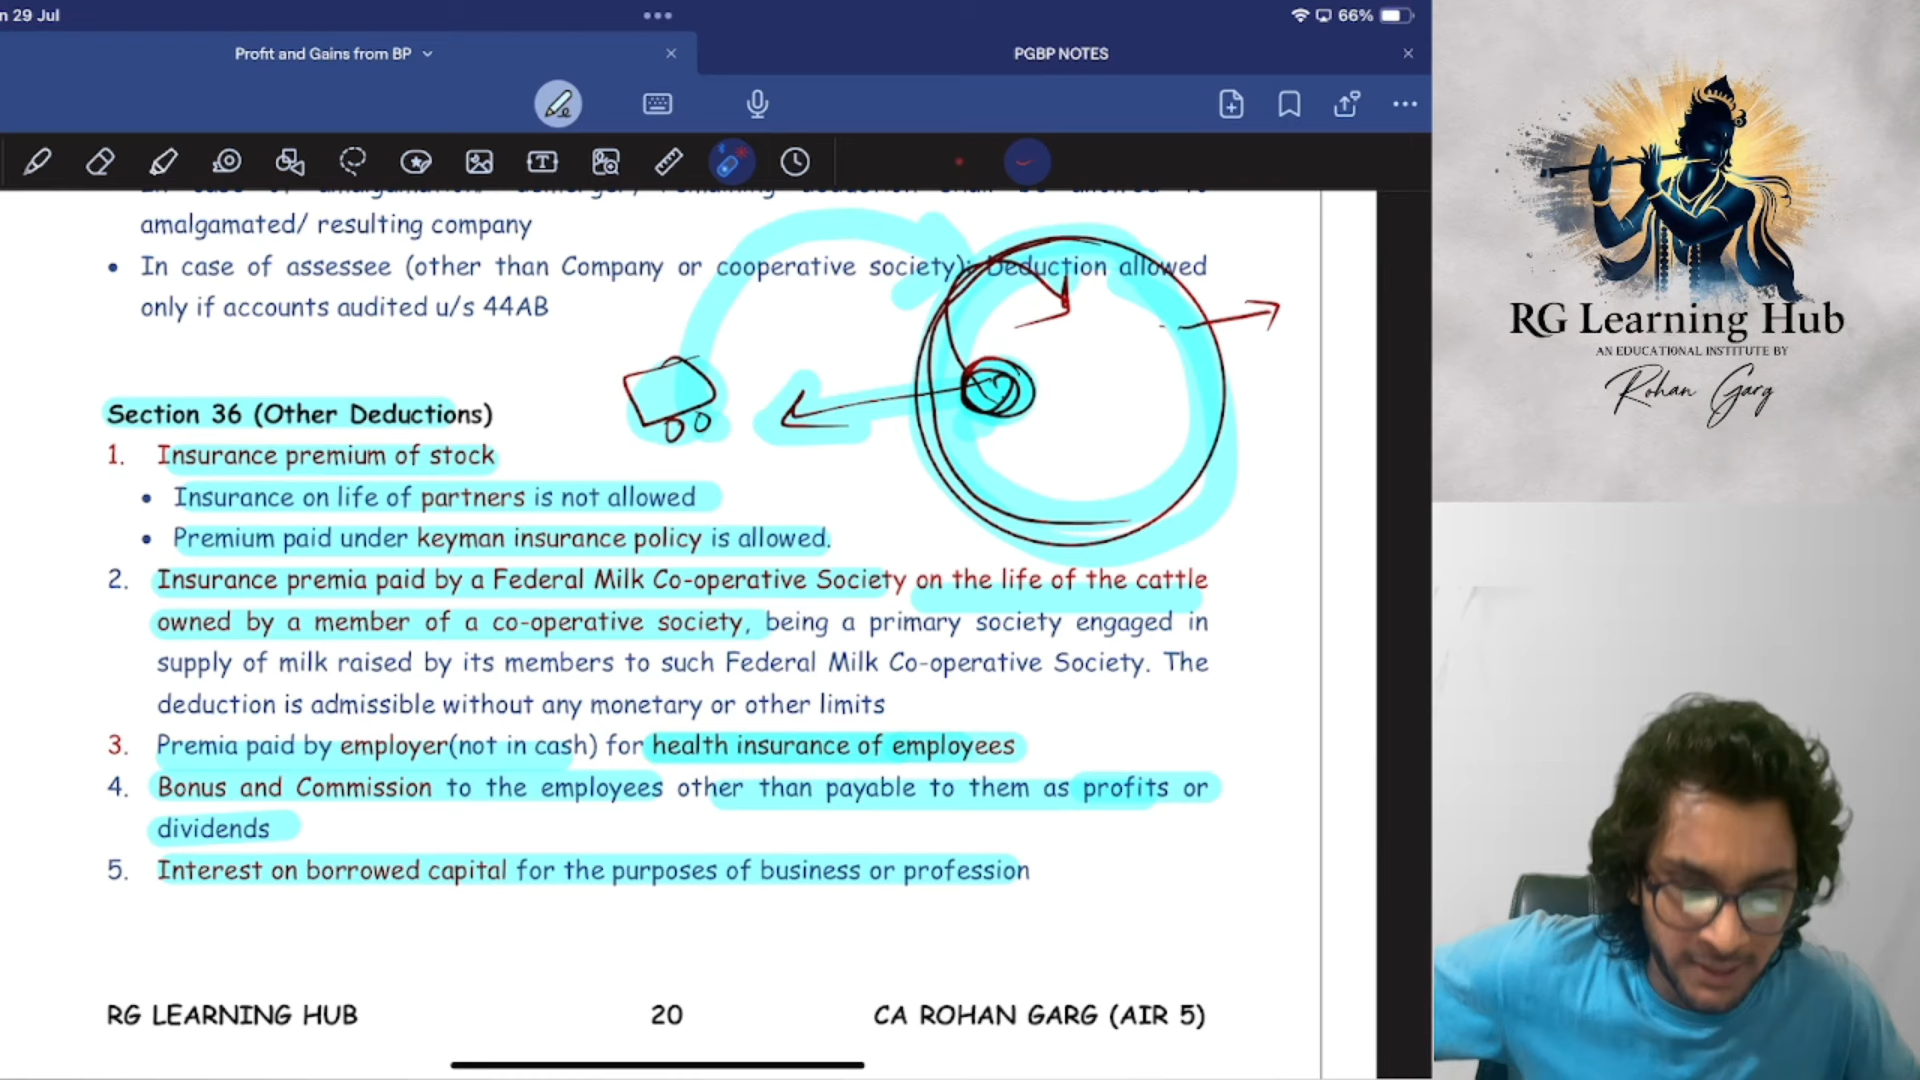 n 29 Jul
66%
Profit and Gains from BP
PGBP NOTES
amalgamated/ resulting company
• In case of assessee (other than Company or cooperative society): Deduction allowed
only if accounts audited u/s 44AB
Section 36 (Other Deductions)
1. Insurance premium of stock
• Insurance on life of partners is not allowed
• Premium paid under keyman insurance policy is allowed.
2. Insurance premia paid by a Federal Milk Co-operative Society on the life of the cattle
owned by a member of a co-operative society, being a primary society engaged in
supply of milk raised by its members to such Federal Milk Co-operative Society. The
deduction is admissible without any monetary or other limits
3. Premia paid by employer(not in cash) for health insurance of employees
4. Bonus and Commission to the employees other than payable to them as profits or
dividends
5. Interest on borrowed capital for the purposes of business or profession
RG LEARNING HUB 20 CA ROHAN GARG (AIR 5)
RG Learning Hub
AN EDUCATIONAL INSTITUTE BY
Rohan Garg